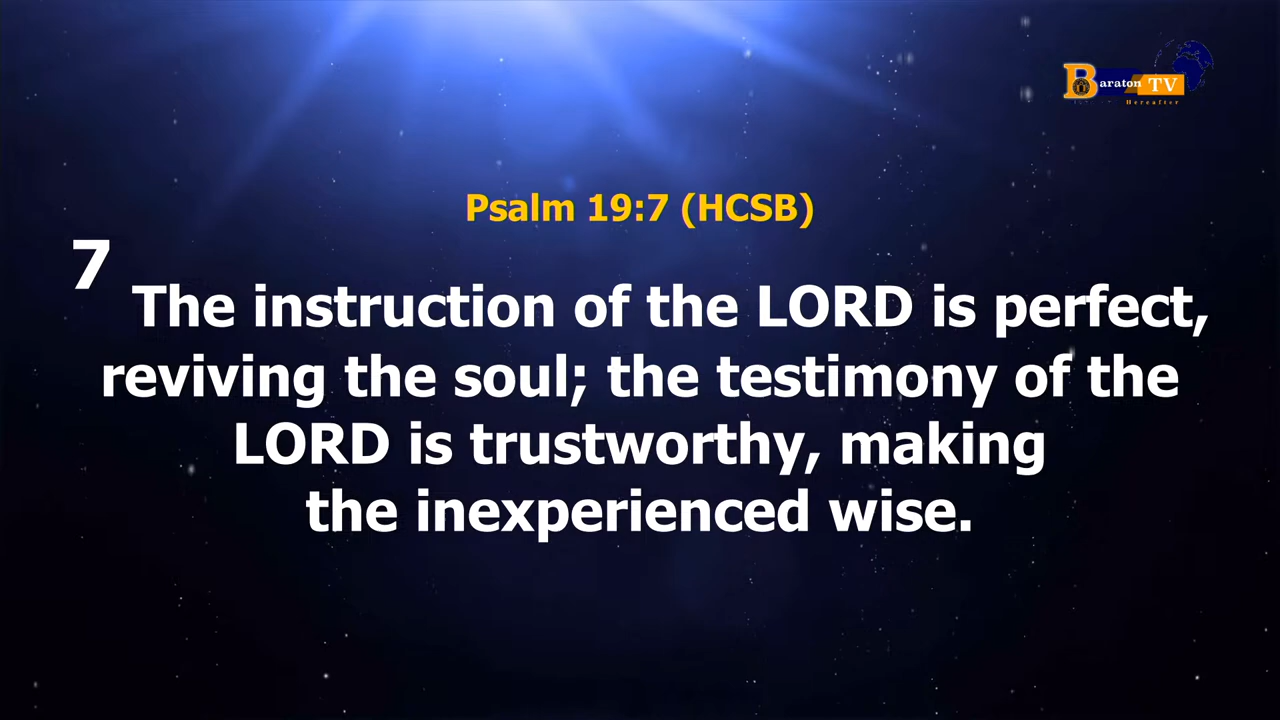 Baraton TV
Hereafter
Psalm 19:7 (HCSB)
7 The instruction of the LORD is perfect,
reviving the soul; the testimony of the
LORD is trustworthy, making
the inexperienced wise.